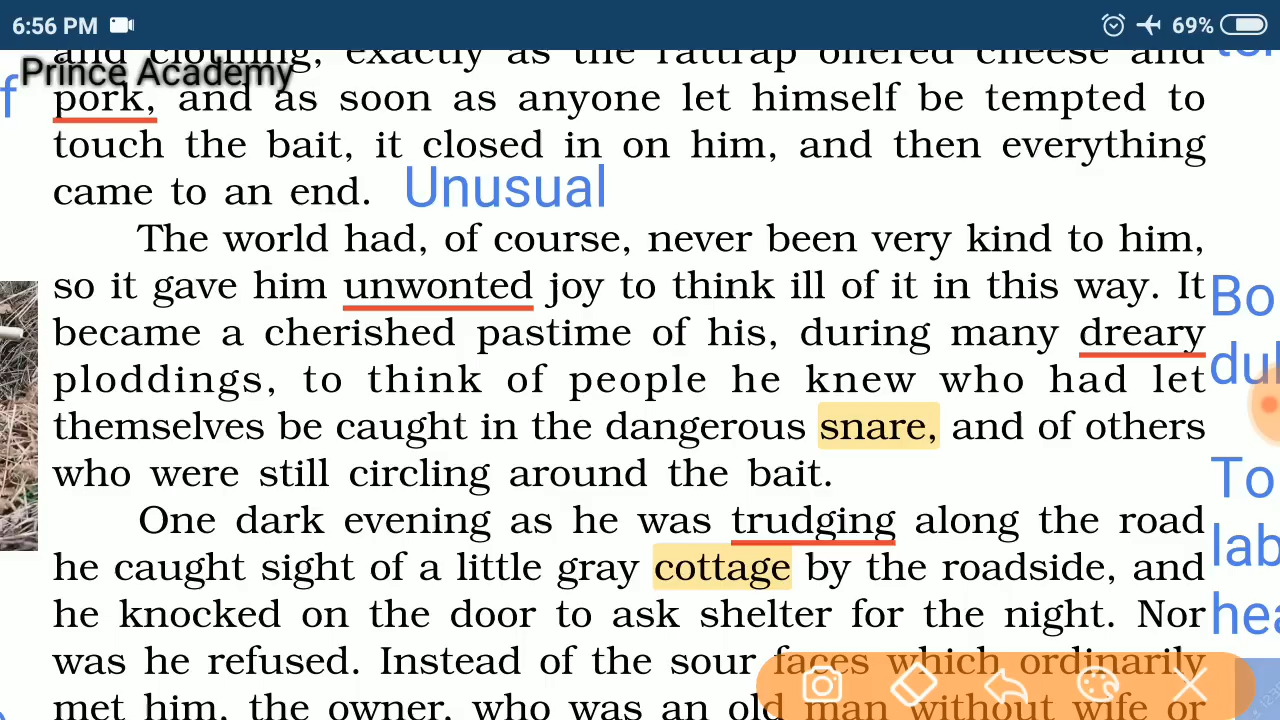 6:56 PM 69%
and clothing, exactly as the rattrap offered cheese and
Prince Academy
f
pork, and as soon as anyone let himself be tempted to
touch the bait, it closed in on him, and then everything
came to an end. Unusual
The world had, of course, never been very kind to him,
so it gave him unwonted joy to think ill of it in this way. It
Bo
became a cherished pastime of his, during many dreary
dul
ploddings, to think of people he knew who had let
themselves be caught in the dangerous snare, and of others
who were still circling around the bait.
To
One dark evening as he was trudging along the road
lab
he caught sight of a little gray cottage by the roadside, and
he knocked on the door to ask shelter for the night. Nor
hea
was he refused. Instead of the sour faces which ordinarily
met him, the owner, who was an old man without wife or